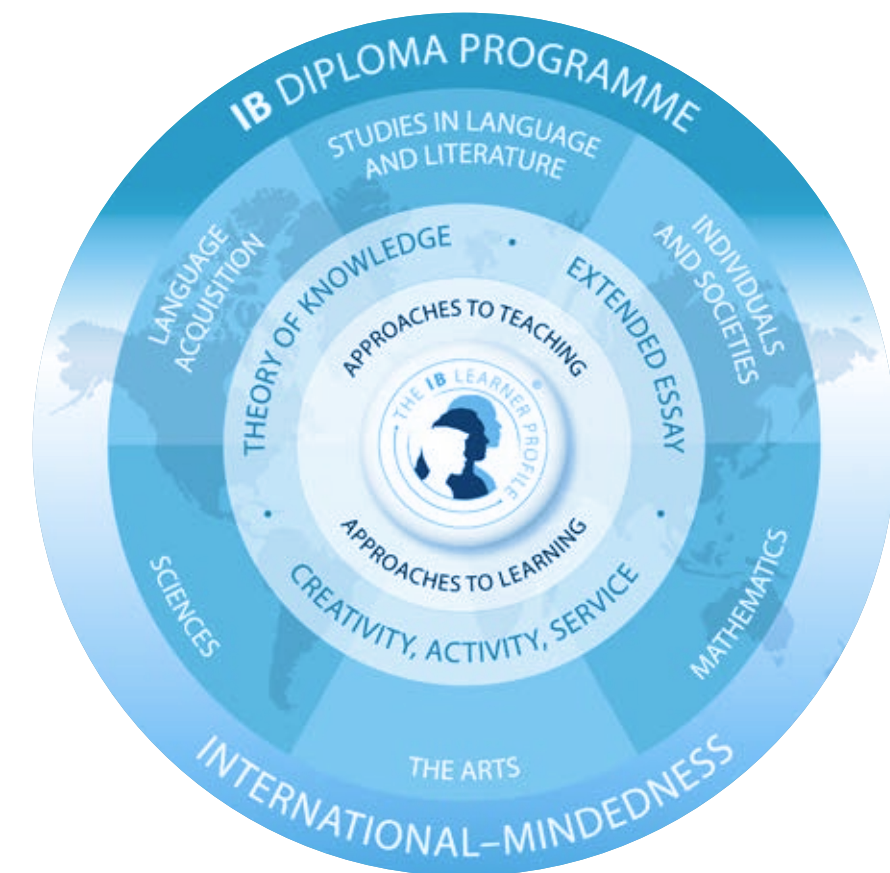 IB DIPLOMA PROGRAMME
STUDIES IN LANGUAGE
AND LITERATURE
LANGUAGE
ACQUISITION
INDIVIDUALS
AND SOCIETIES
THEORY OF KNOWLEDGE
EXTENDED ESSAY
APPROACHES TO TEACHING
THE IB LEARNER PROFILE
®
APPROACHES TO LEARNING
CREATIVITY, ACTIVITY, SERVICE
SCIENCES
MATHEMATICS
THE ARTS
INTERNATIONAL–MINDEDNESS